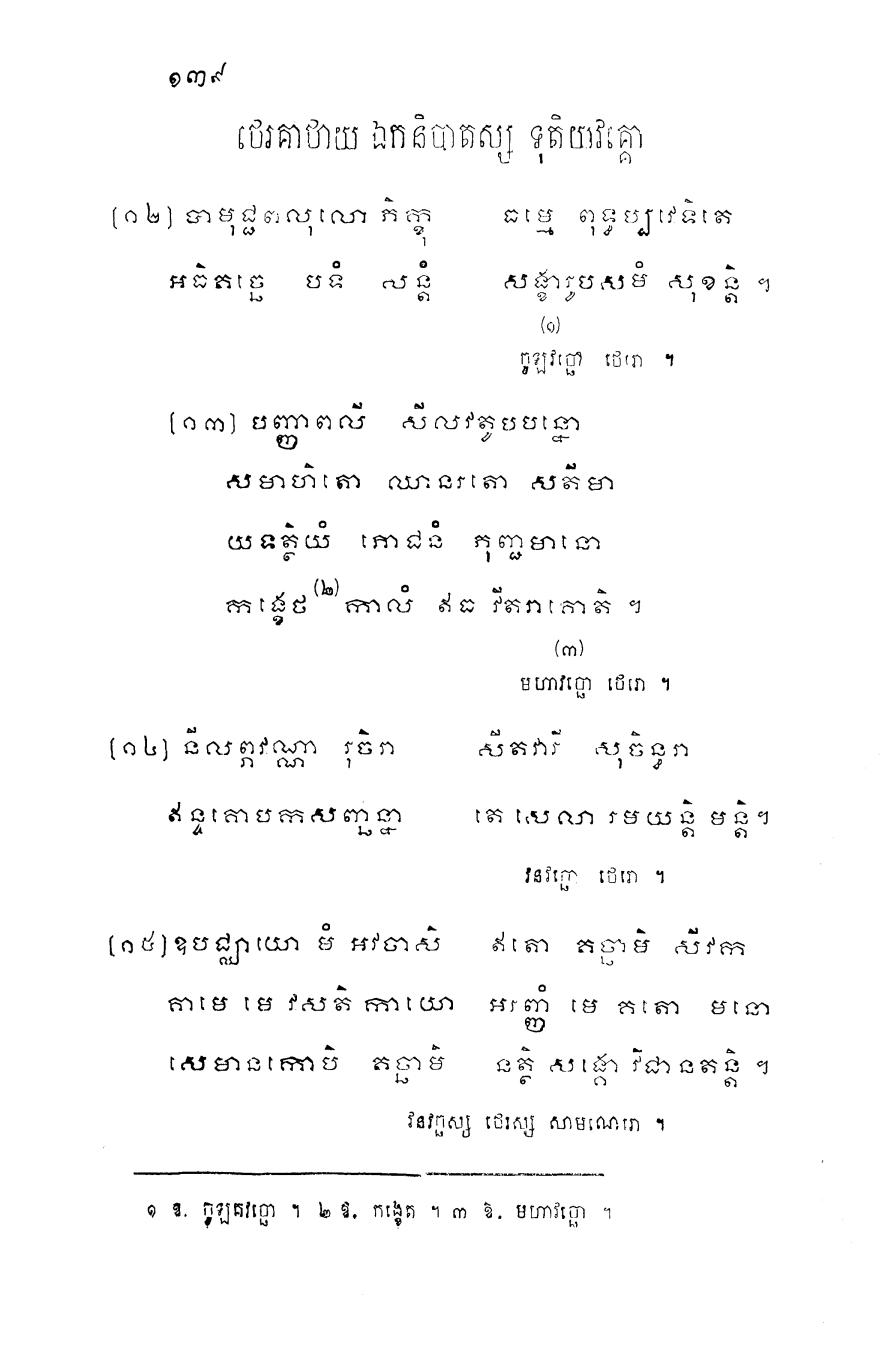 ១៣៩
ថេរគាថាយ ឯកនិបាតស្ស ទុតិយវគ្គោ
[១២] បាមុជ្ជពហុលោ ភិក្ខុ ធម្មេ ពុទ្ធប្បវេទិតេ
អធិគច្ឆេ បទំ សន្តំ សង្ខារូបសមំ សុខន្តិ ។
(១)
ចូឡវច្ឆោ ថេរោ ។
[១៣] បញ្ញាពលី សីលវតូបបន្នោ
សមាហិតោ ឈានរតោ សតីមា
យទត្ថិយំ ភោជនំ ភុញ្ជមានោ
កង្ខេថ(២)កាលំ ឥធ វីតរាគោតិ ។
(៣)
មហាវច្ឆោ ថេរោ ។
[១៤] នីលព្ភវណ្ណា រុចិរា សីតវារី សុចិន្ធរា
ឥន្ទគោបកសញ្ឆន្នា តេ សេលា រមយន្តិ មន្តិ។
វនវច្ឆោ ថេរោ ។
[១៥]ឧបជ្ឈាយោ មំ អវចាសិ ឥតោ គច្ឆាមិ សីវក
គាមេ មេ វសតិ កាយោ អរញ្ញំ មេ គតោ មនោ
សេមានកោបិ គច្ឆាមិ នត្ថិ សង្គោ វិជានតន្តិ ។
វនវច្ឆស្ស ថេរស្ស សាមណេរោ ។
១ ឱ. ចូឡគវច្ឆោ ។ ២ ឱ. កង្ខេត ។ ៣ ឱ. មហាវច្ឆោ ។